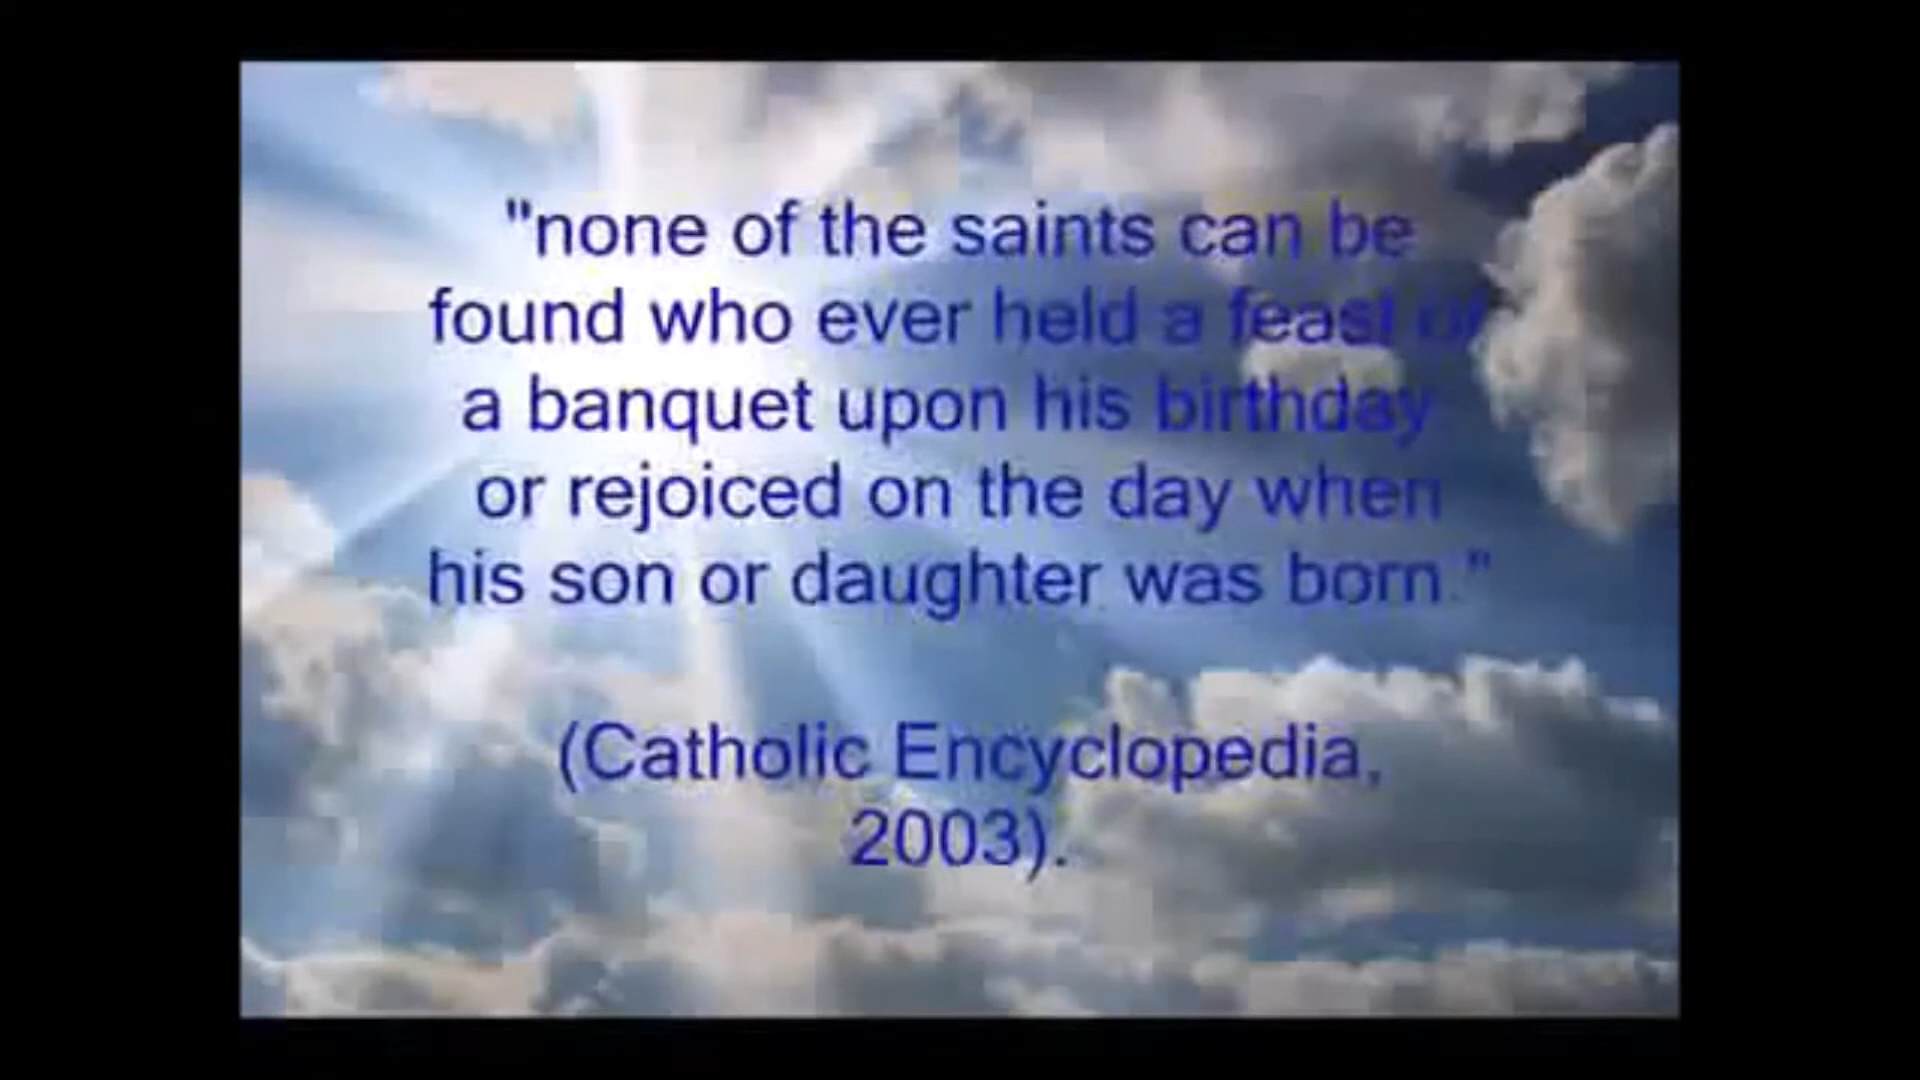 "none of the saints can be
found who ever held a feast or
a banquet upon his birthday
or rejoiced on the day when
his son or daughter was born."
(Catholic Encyclopedia,
2003).